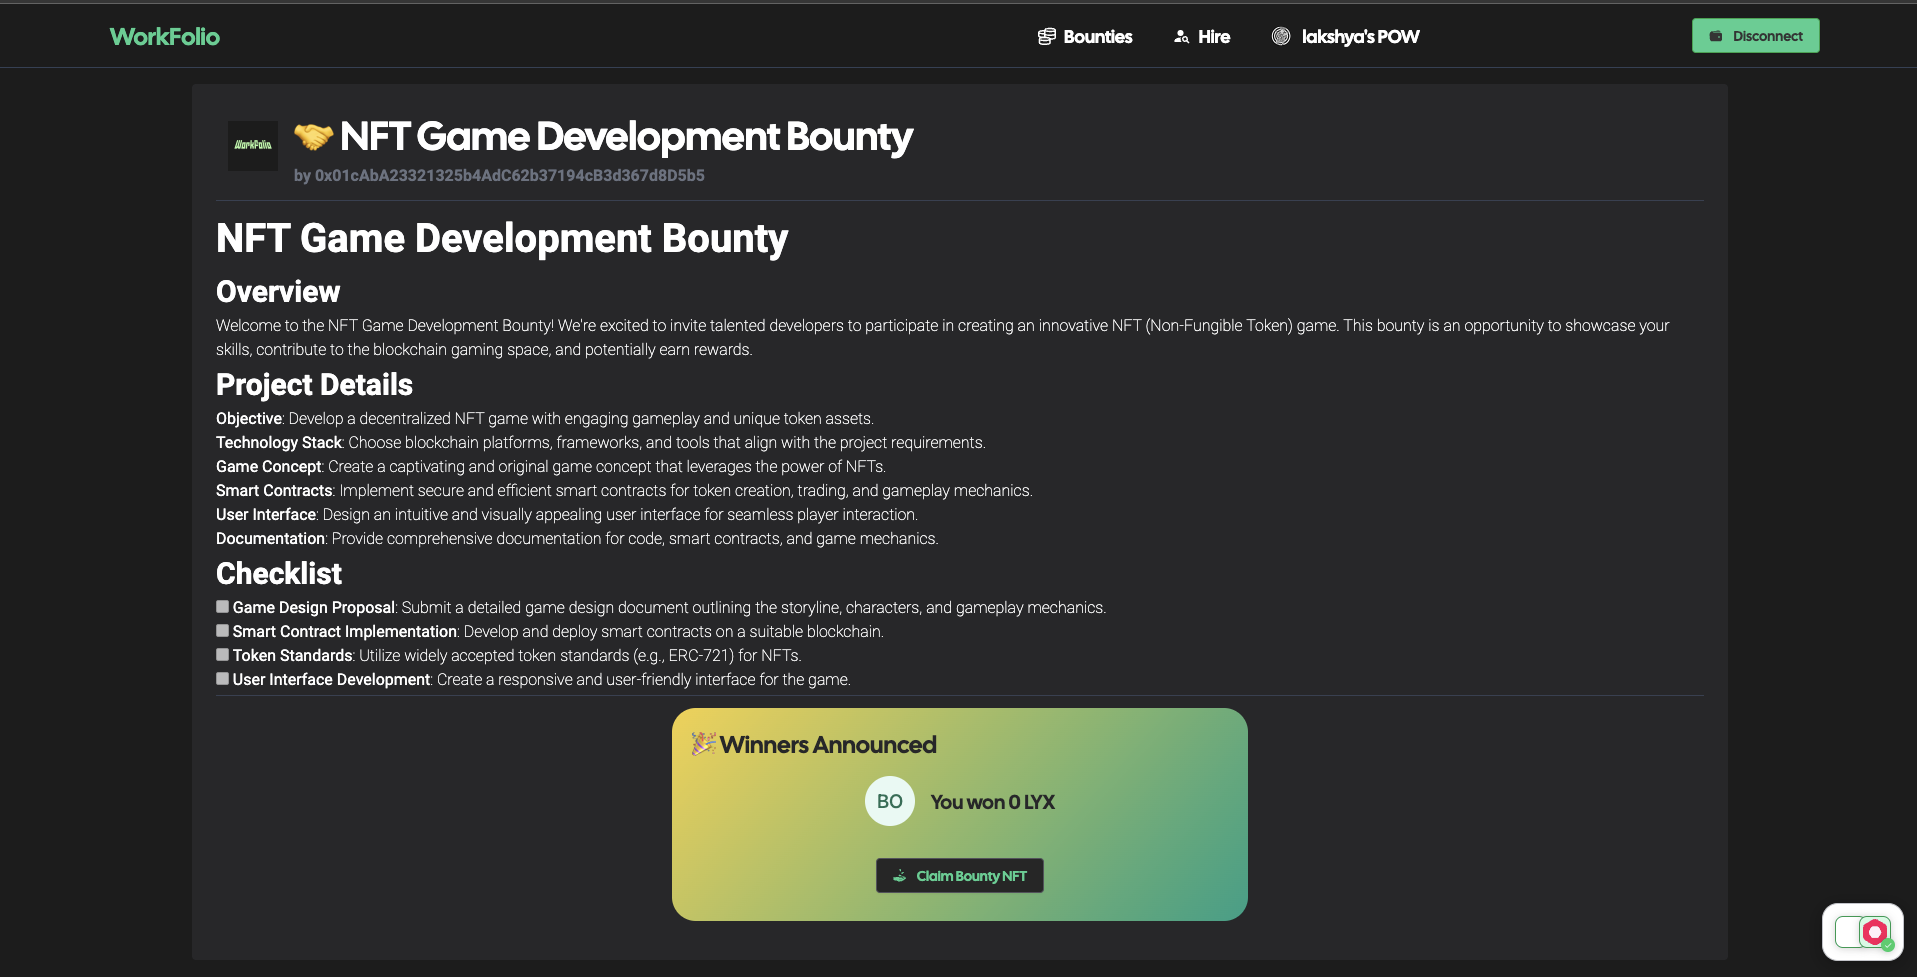 WorkFolio
Bounties
Hire
lakshya's POW
Disconnect
WorkFolio
🤝 NFT Game Development Bounty
by 0x01cAbA23321325b4AdC62b37194cB3d367d8D5b5
NFT Game Development Bounty
Overview
Welcome to the NFT Game Development Bounty! We're excited to invite talented developers to participate in creating an innovative NFT (Non-Fungible Token) game. This bounty is an opportunity to showcase your
skills, contribute to the blockchain gaming space, and potentially earn rewards.
Project Details
Objective: Develop a decentralized NFT game with engaging gameplay and unique token assets.
Technology Stack: Choose blockchain platforms, frameworks, and tools that align with the project requirements.
Game Concept: Create a captivating and original game concept that leverages the power of NFTs.
Smart Contracts: Implement secure and efficient smart contracts for token creation, trading, and gameplay mechanics.
User Interface: Design an intuitive and visually appealing user interface for seamless player interaction.
Documentation: Provide comprehensive documentation for code, smart contracts, and game mechanics.
Checklist
Game Design Proposal: Submit a detailed game design document outlining the storyline, characters, and gameplay mechanics.
Smart Contract Implementation: Develop and deploy smart contracts on a suitable blockchain.
Token Standards: Utilize widely accepted token standards (e.g., ERC-721) for NFTs.
User Interface Development: Create a responsive and user-friendly interface for the game.
🎉 Winners Announced
BO
You won 0 LYX
Claim Bounty NFT